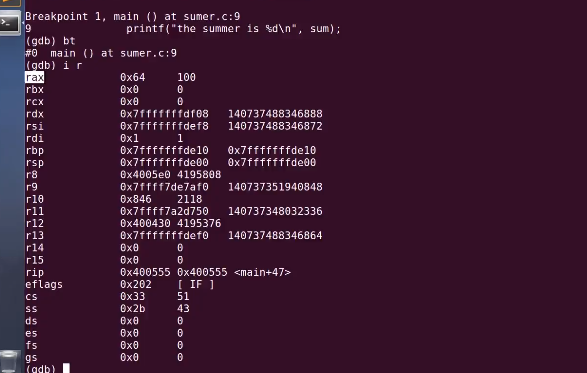 Breakpoint 1, main () at sumer.c:9
9               printf("the summer is %d\n", sum);
(gdb) bt
#0  main () at sumer.c:9
(gdb) i r
rax            0x64     100
rbx            0x0      0
rcx            0x0      0
rdx            0x7fffffffdf08   140737488346888
rsi            0x7fffffffdef8   140737488346872
rdi            0x1      1
rbp            0x7fffffffde10   0x7fffffffde10
rsp            0x7fffffffde00   0x7fffffffde00
r8             0x4005e0 4195808
r9             0x7ffff7de7af0   140737351940848
r10            0x846    2118
r11            0x7ffff7a2d750   140737348032336
r12            0x400430 4195376
r13            0x7fffffffdef0   140737488346864
r14            0x0      0
r15            0x0      0
rip            0x400555 0x400555 <main+47>
eflags         0x202    [ IF ]
cs             0x33     51
ss             0x2b     43
ds             0x0      0
es             0x0      0
fs             0x0      0
gs             0x0      0
(gdb)